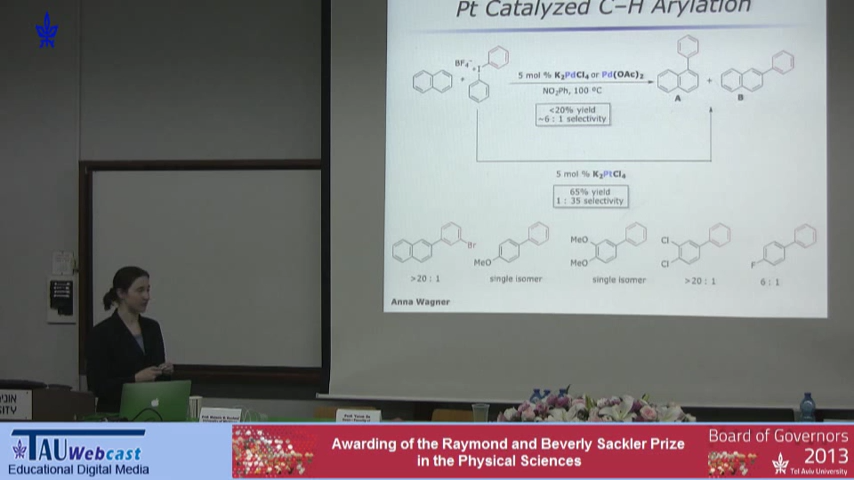 Pt Catalyzed C–H Arylation
BF4⁻
+I
+
5 mol % K2PdCl4 or Pd(OAc)2
NO2Ph, 100 ºC
<20% yield
~6 : 1 selectivity
+
A
B
5 mol % K2PtCl4
65% yield
1 : 35 selectivity
Br
>20 : 1
MeO
single isomer
MeO
MeO
single isomer
Cl
Cl
>20 : 1
F
6 : 1
Anna Wagner
SITY
TAU Webcast
Educational Digital Media
Awarding of the Raymond and Beverly Sackler Prize
in the Physical Sciences
Board of Governors
2013
Tel Aviv University